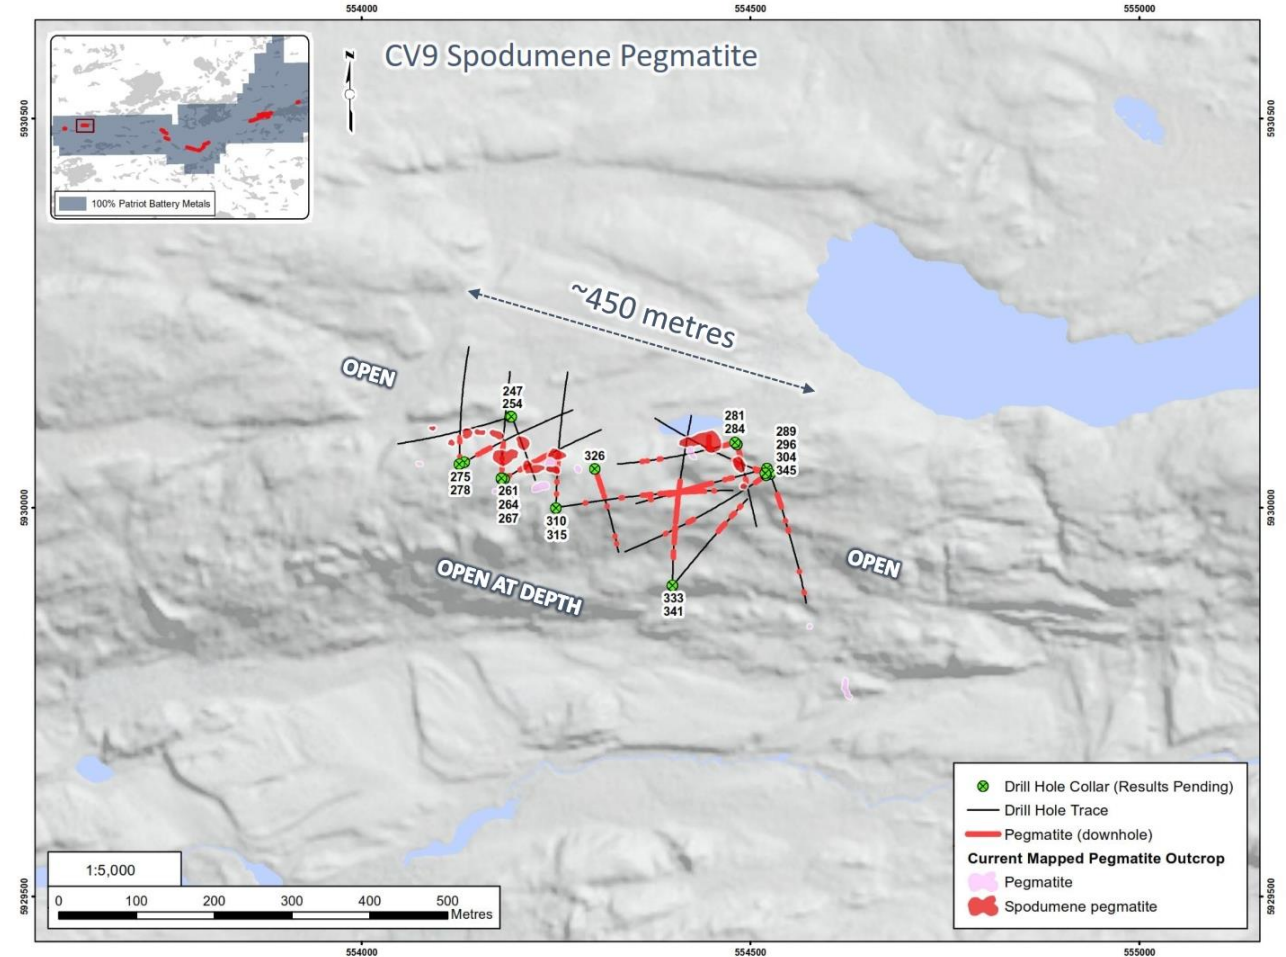 554000
554500
555000
CV9 Spodumene Pegmatite
N
5930500
5930500
100% Patriot Battery Metals
~450 metres
OPEN
247
254
281
284
289
296
304
345
326
275
278
261
264
267
310
315
5930000
5930000
OPEN
OPEN AT DEPTH
333
341
Drill Hole Collar (Results Pending)
Drill Hole Trace
Pegmatite (downhole)
Current Mapped Pegmatite Outcrop
Pegmatite
Spodumene pegmatite
1:5,000
0 100 200 300 400 500
Metres
5929500
5929500
554000
554500
555000